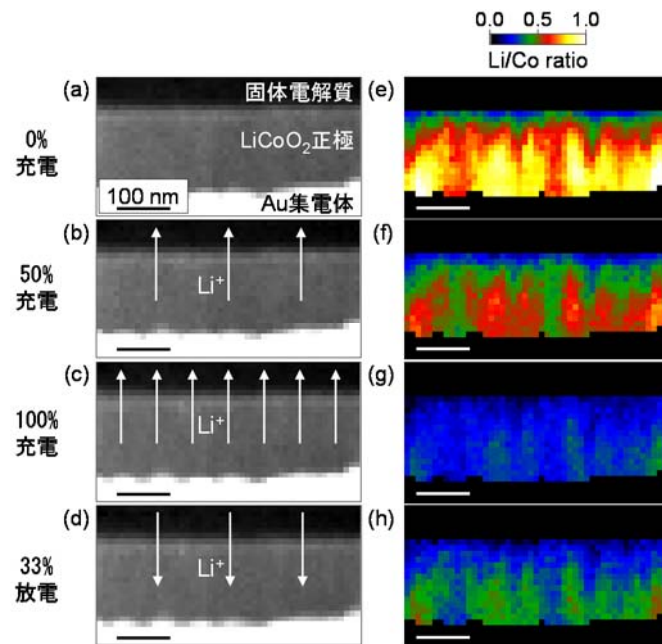 0.0 0.5 1.0
Li/Co ratio
(a)
固体電解質
LiCoO₂正極
100 nm
Au集電体
(e)
0%
充電
(b)
Li⁺
(f)
50%
充電
(c)
Li⁺
(g)
100%
充電
(d)
Li⁺
(h)
33%
放電